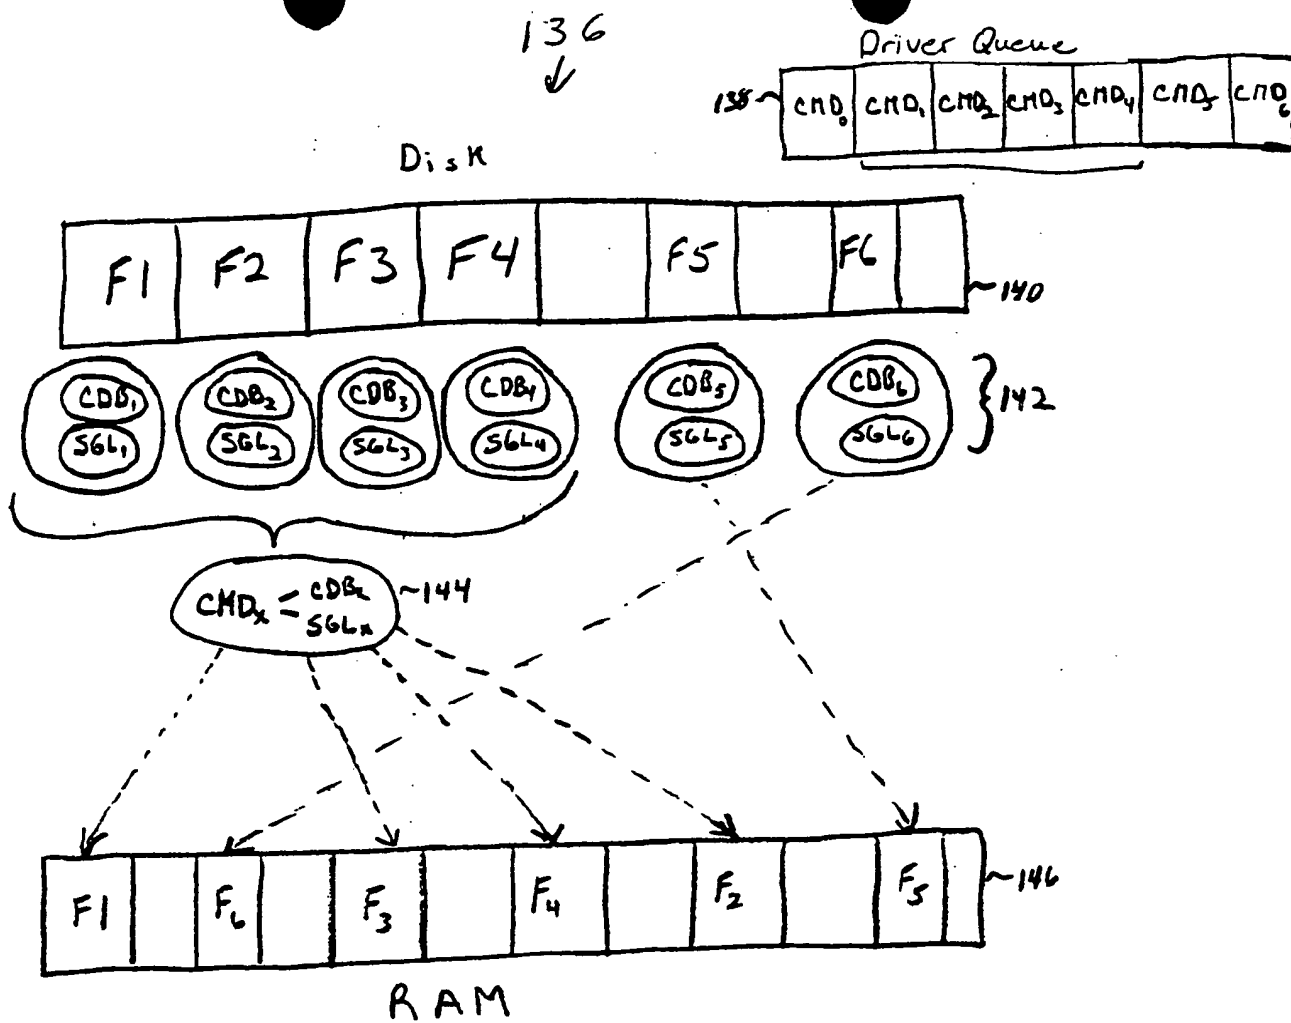 136
Driver Queue
138 CMD₀ CMD₁ CMD₂ CMD₃ CMD₄ CMD₅ CMD₆
Disk
F1 F2 F3 F4 F5 F6
140
CDB₁ CDB₂ CDB₃ CDB₄ CDB₅ CDB₆
142
SGL₁ SGL₂ SGL₃ SGL₄ SGL₅ SGL₆
CMDₓ CDBₓ 144
SGLₓ
F1 F₆ F₃ F₄ F₂ F₅
146
RAM